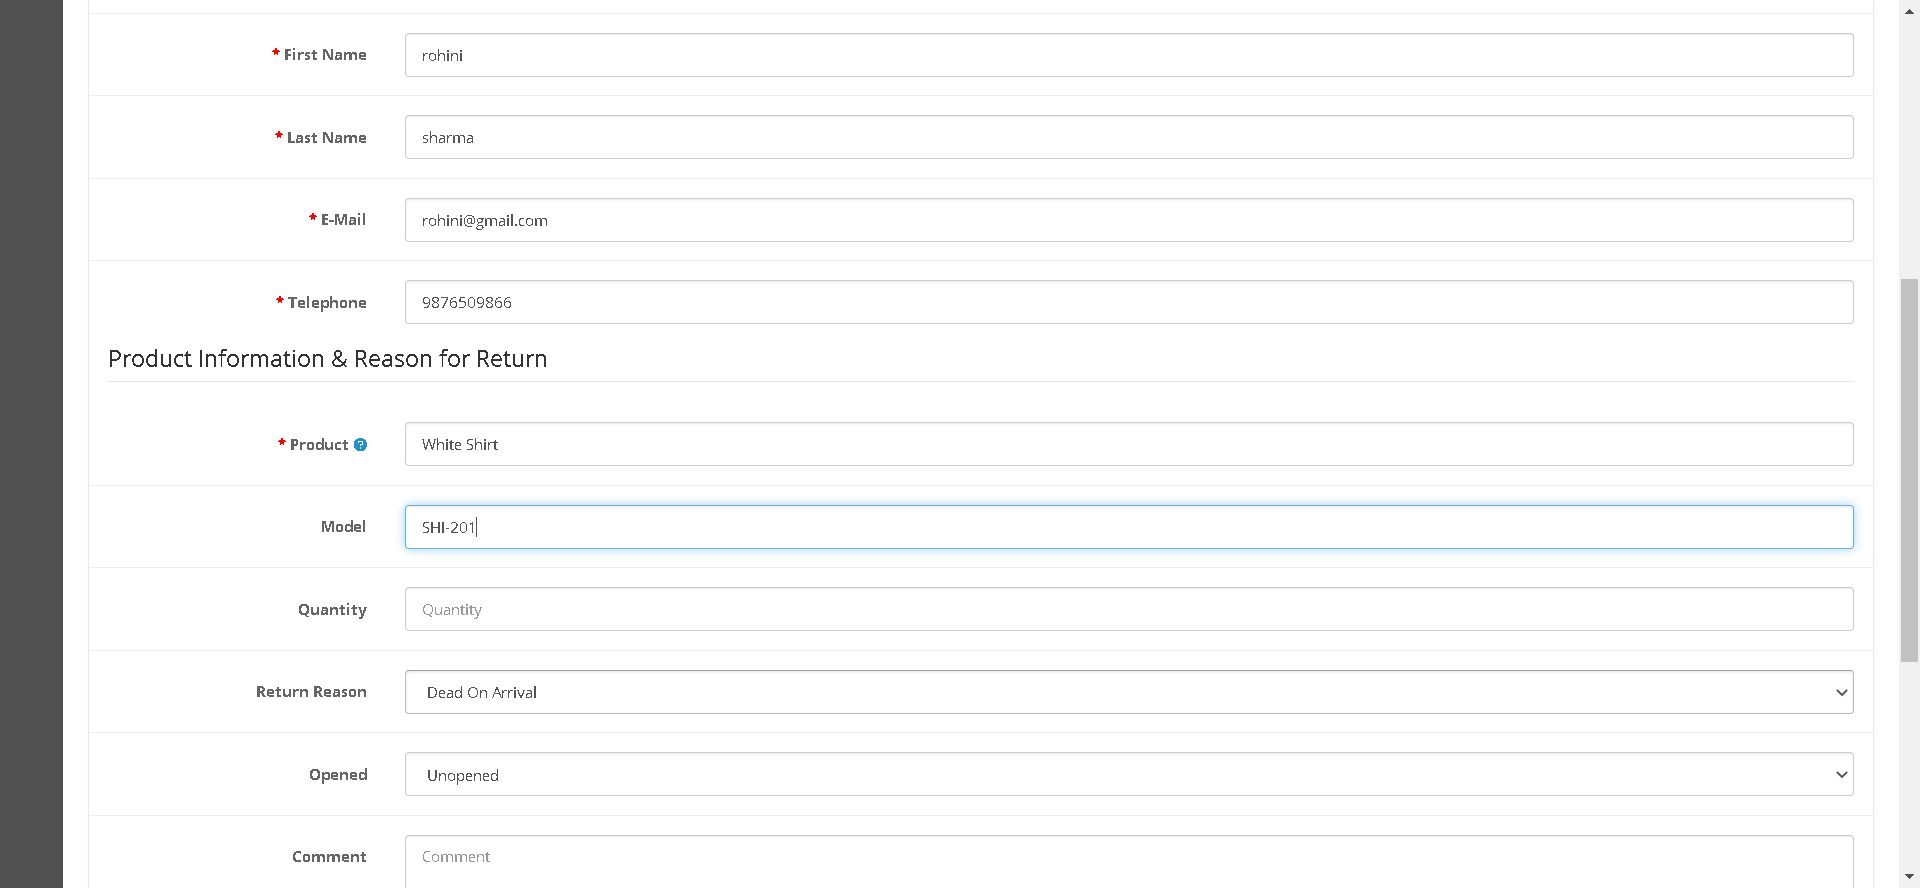 * First Name rohini
* Last Name sharma
* E-Mail rohini@gmail.com
* Telephone 9876509866
Product Information & Reason for Return
* Product ? White Shirt
Model SHI-201
Quantity Quantity
Return Reason Dead On Arrival
Opened Unopened
Comment Comment